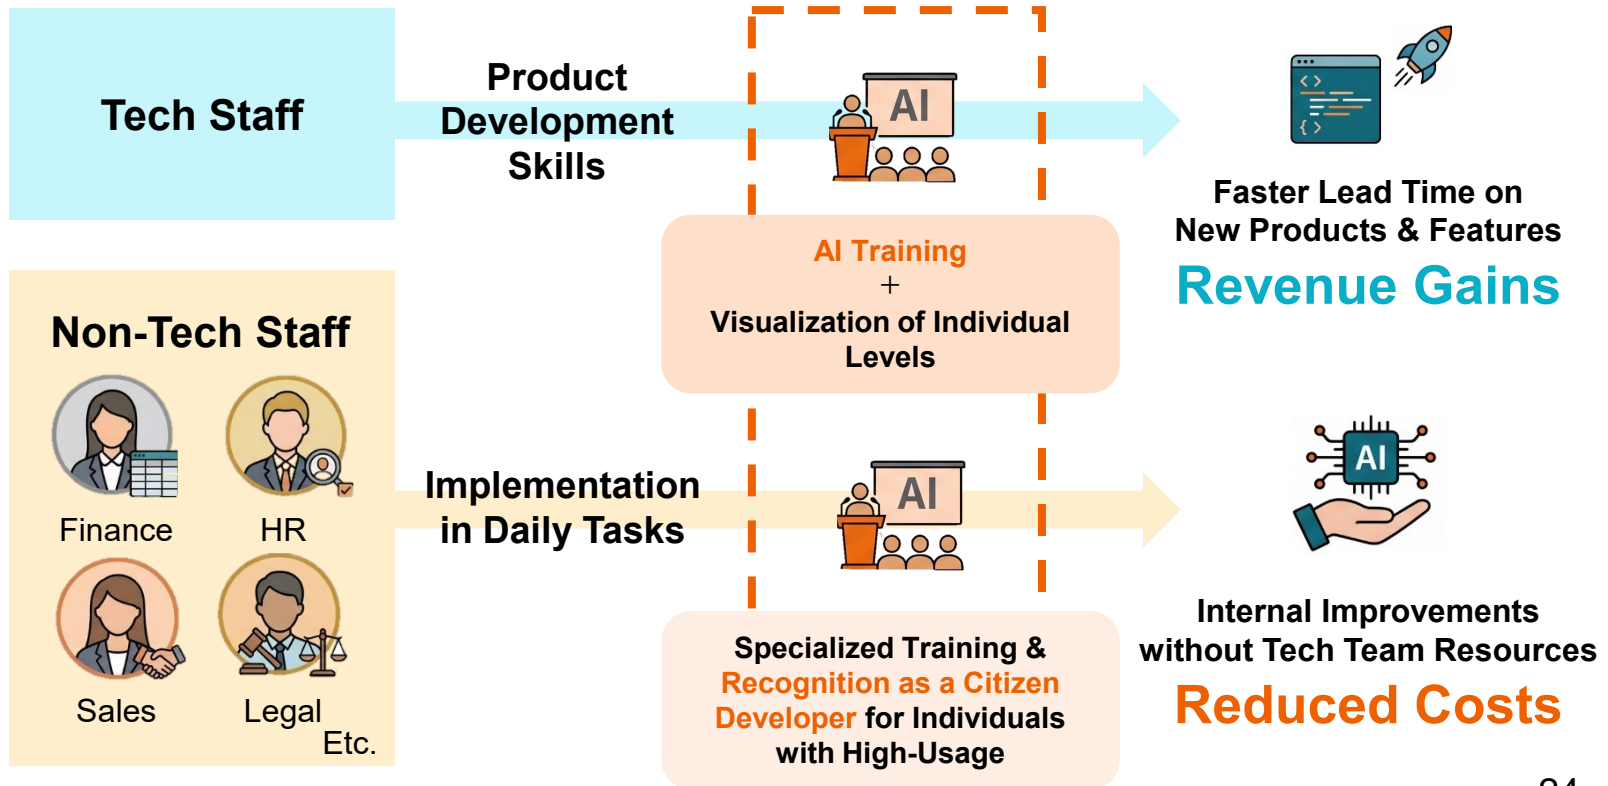 Tech Staff
Product
Development
Skills
AI
Faster Lead Time on
New Products & Features
Revenue Gains
AI Training
+
Visualization of Individual
Levels
Non-Tech Staff
Finance
HR
Sales
Legal
Etc.
Implementation
in Daily Tasks
AI
AI
Internal Improvements
without Tech Team Resources
Reduced Costs
Specialized Training &
Recognition as a Citizen
Developer for Individuals
with High-Usage